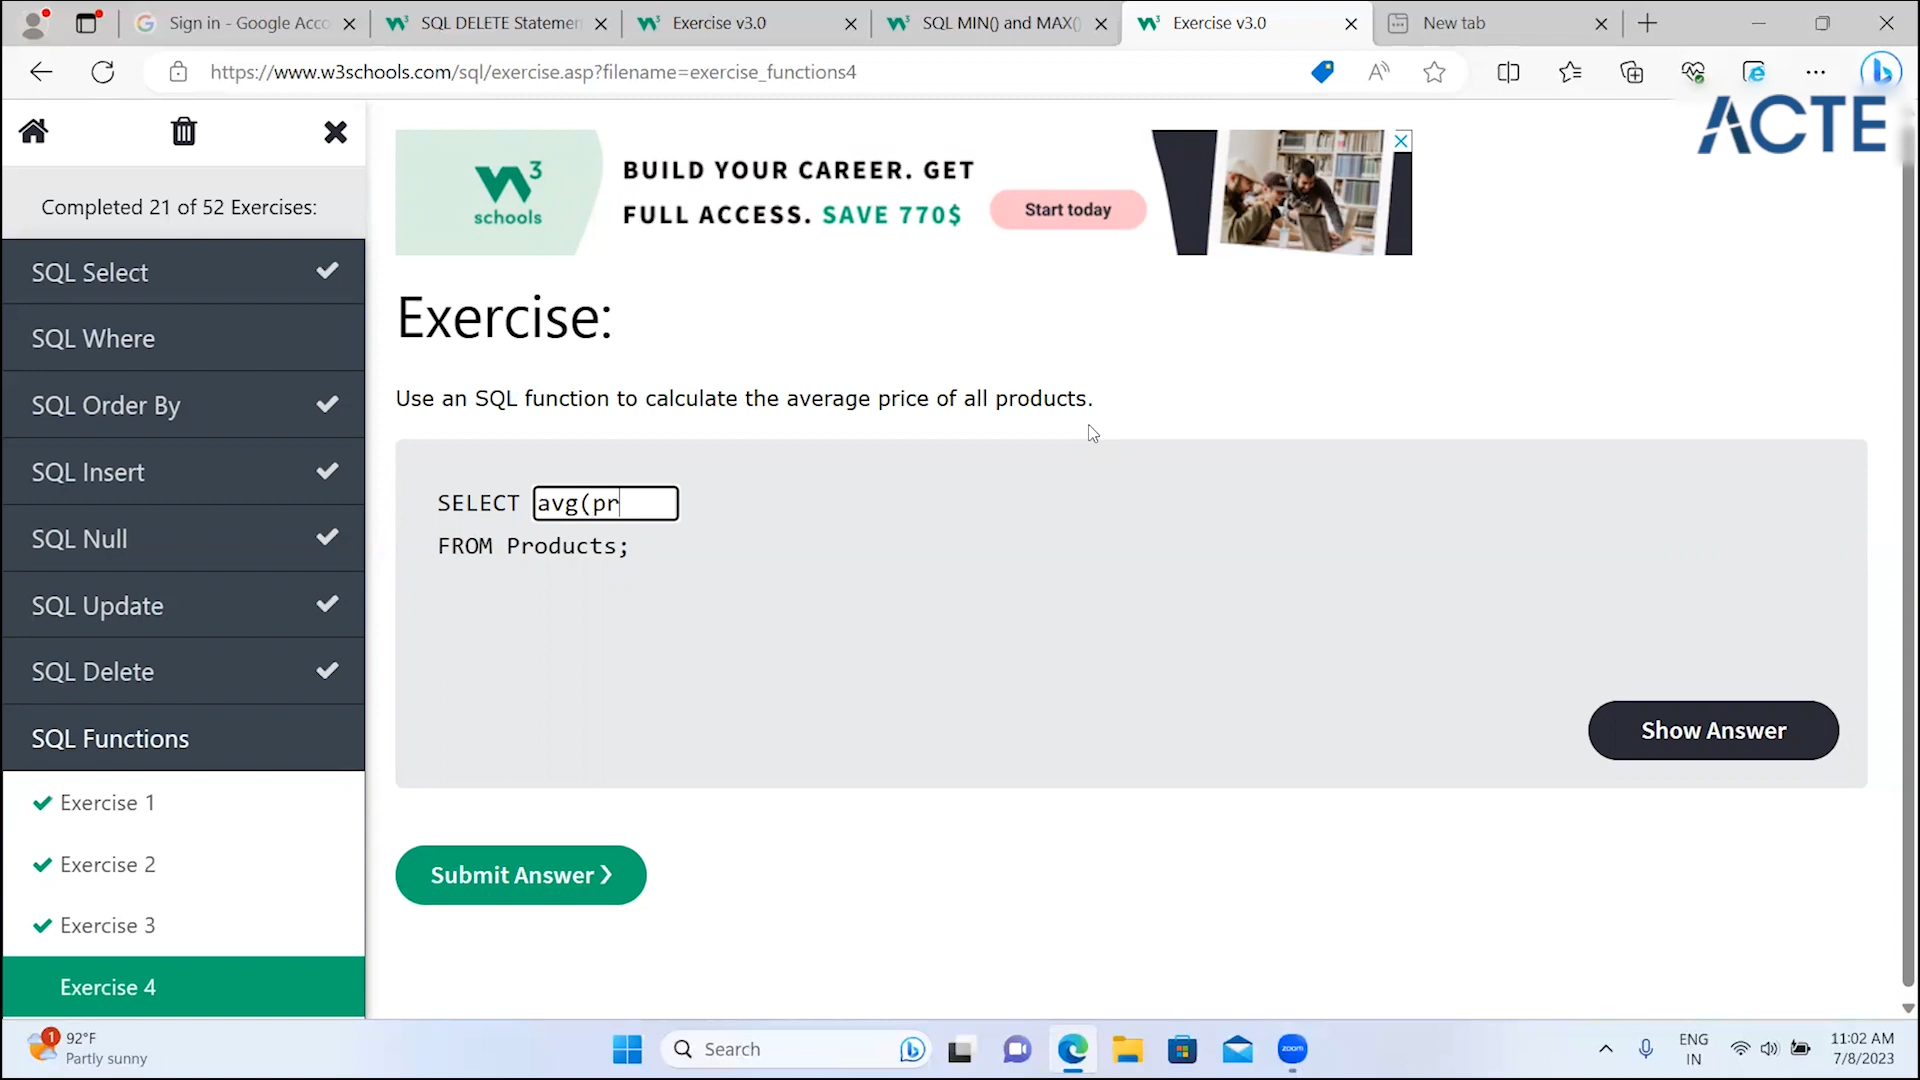 Sign in - Google Acco
SQL DELETE Statemen
Exercise v3.0
SQL MIN() and MAX()
Exercise v3.0
New tab
https://www.w3schools.com/sql/exercise.asp?filename=exercise_functions4
ACTE
Completed 21 of 52 Exercises:
SQL Select
SQL Where
SQL Order By
SQL Insert
SQL Null
SQL Update
SQL Delete
SQL Functions
Exercise 1
Exercise 2
Exercise 3
Exercise 4
3
schools
BUILD YOUR CAREER. GET
FULL ACCESS. SAVE 770$
Start today
Exercise:
Use an SQL function to calculate the average price of all products.
SELECT avg(pr
FROM Products;
Show Answer
Submit Answer ❯
1
92°F
Partly sunny
Search
zoom
ENG
IN
11:02 AM
7/8/2023